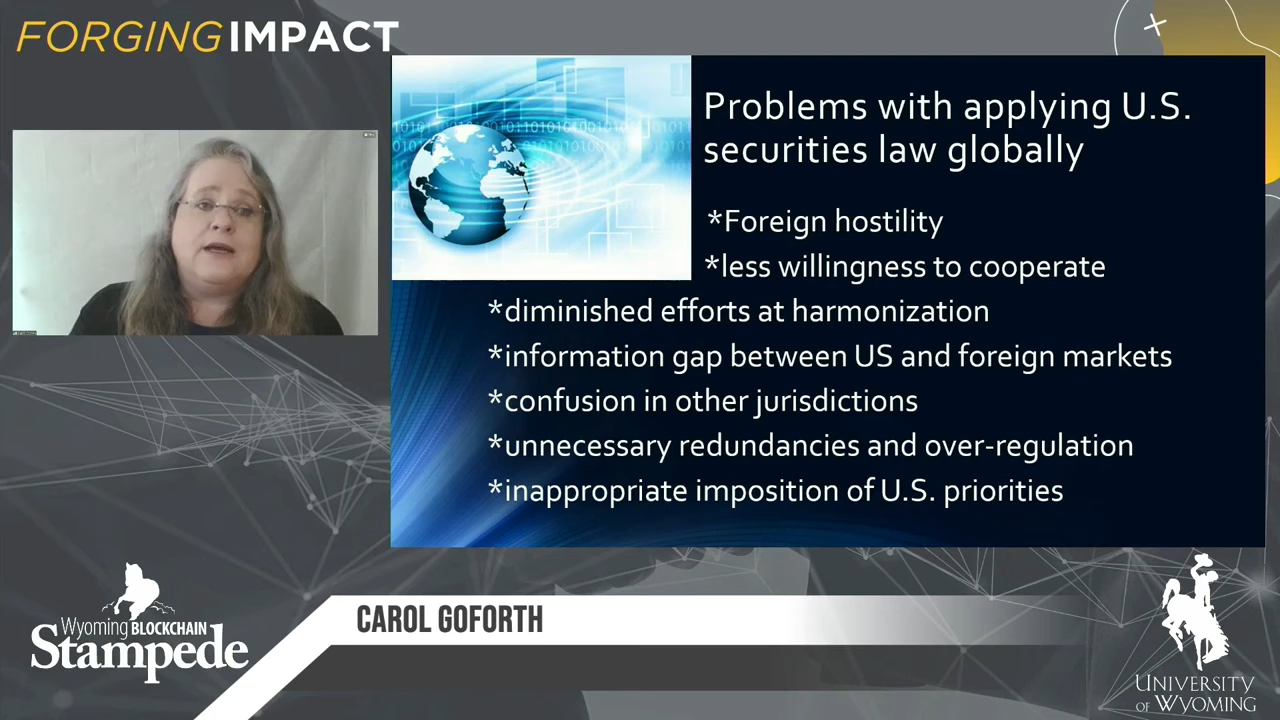 FORGING IMPACT
Problems with applying U.S.
securities law globally
*Foreign hostility
*less willingness to cooperate
*diminished efforts at harmonization
*information gap between US and foreign markets
*confusion in other jurisdictions
*unnecessary redundancies and over-regulation
*inappropriate imposition of U.S. priorities
CAROL GOFORTH
Wyoming BLOCKCHAIN
Stampede
UNIVERSITY
OF WYOMING